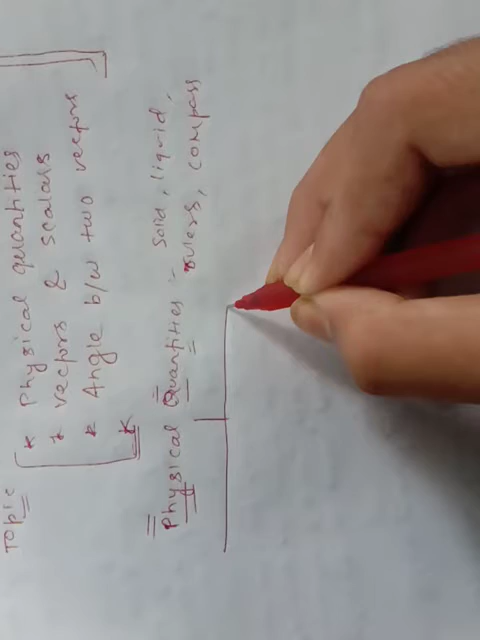 Topic
* Physical quantities
* vectors & scalars
* Angle b/w two vectors
*
Physical Quantities :- Solid, liquid,
rulers, compass